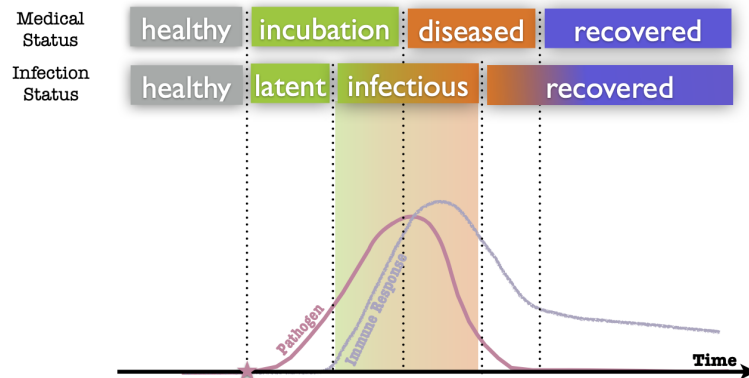 Medical
Status
healthy
incubation
diseased
recovered
Infection
Status
healthy
latent
infectious
recovered
Pathogen
Immune Response
Time